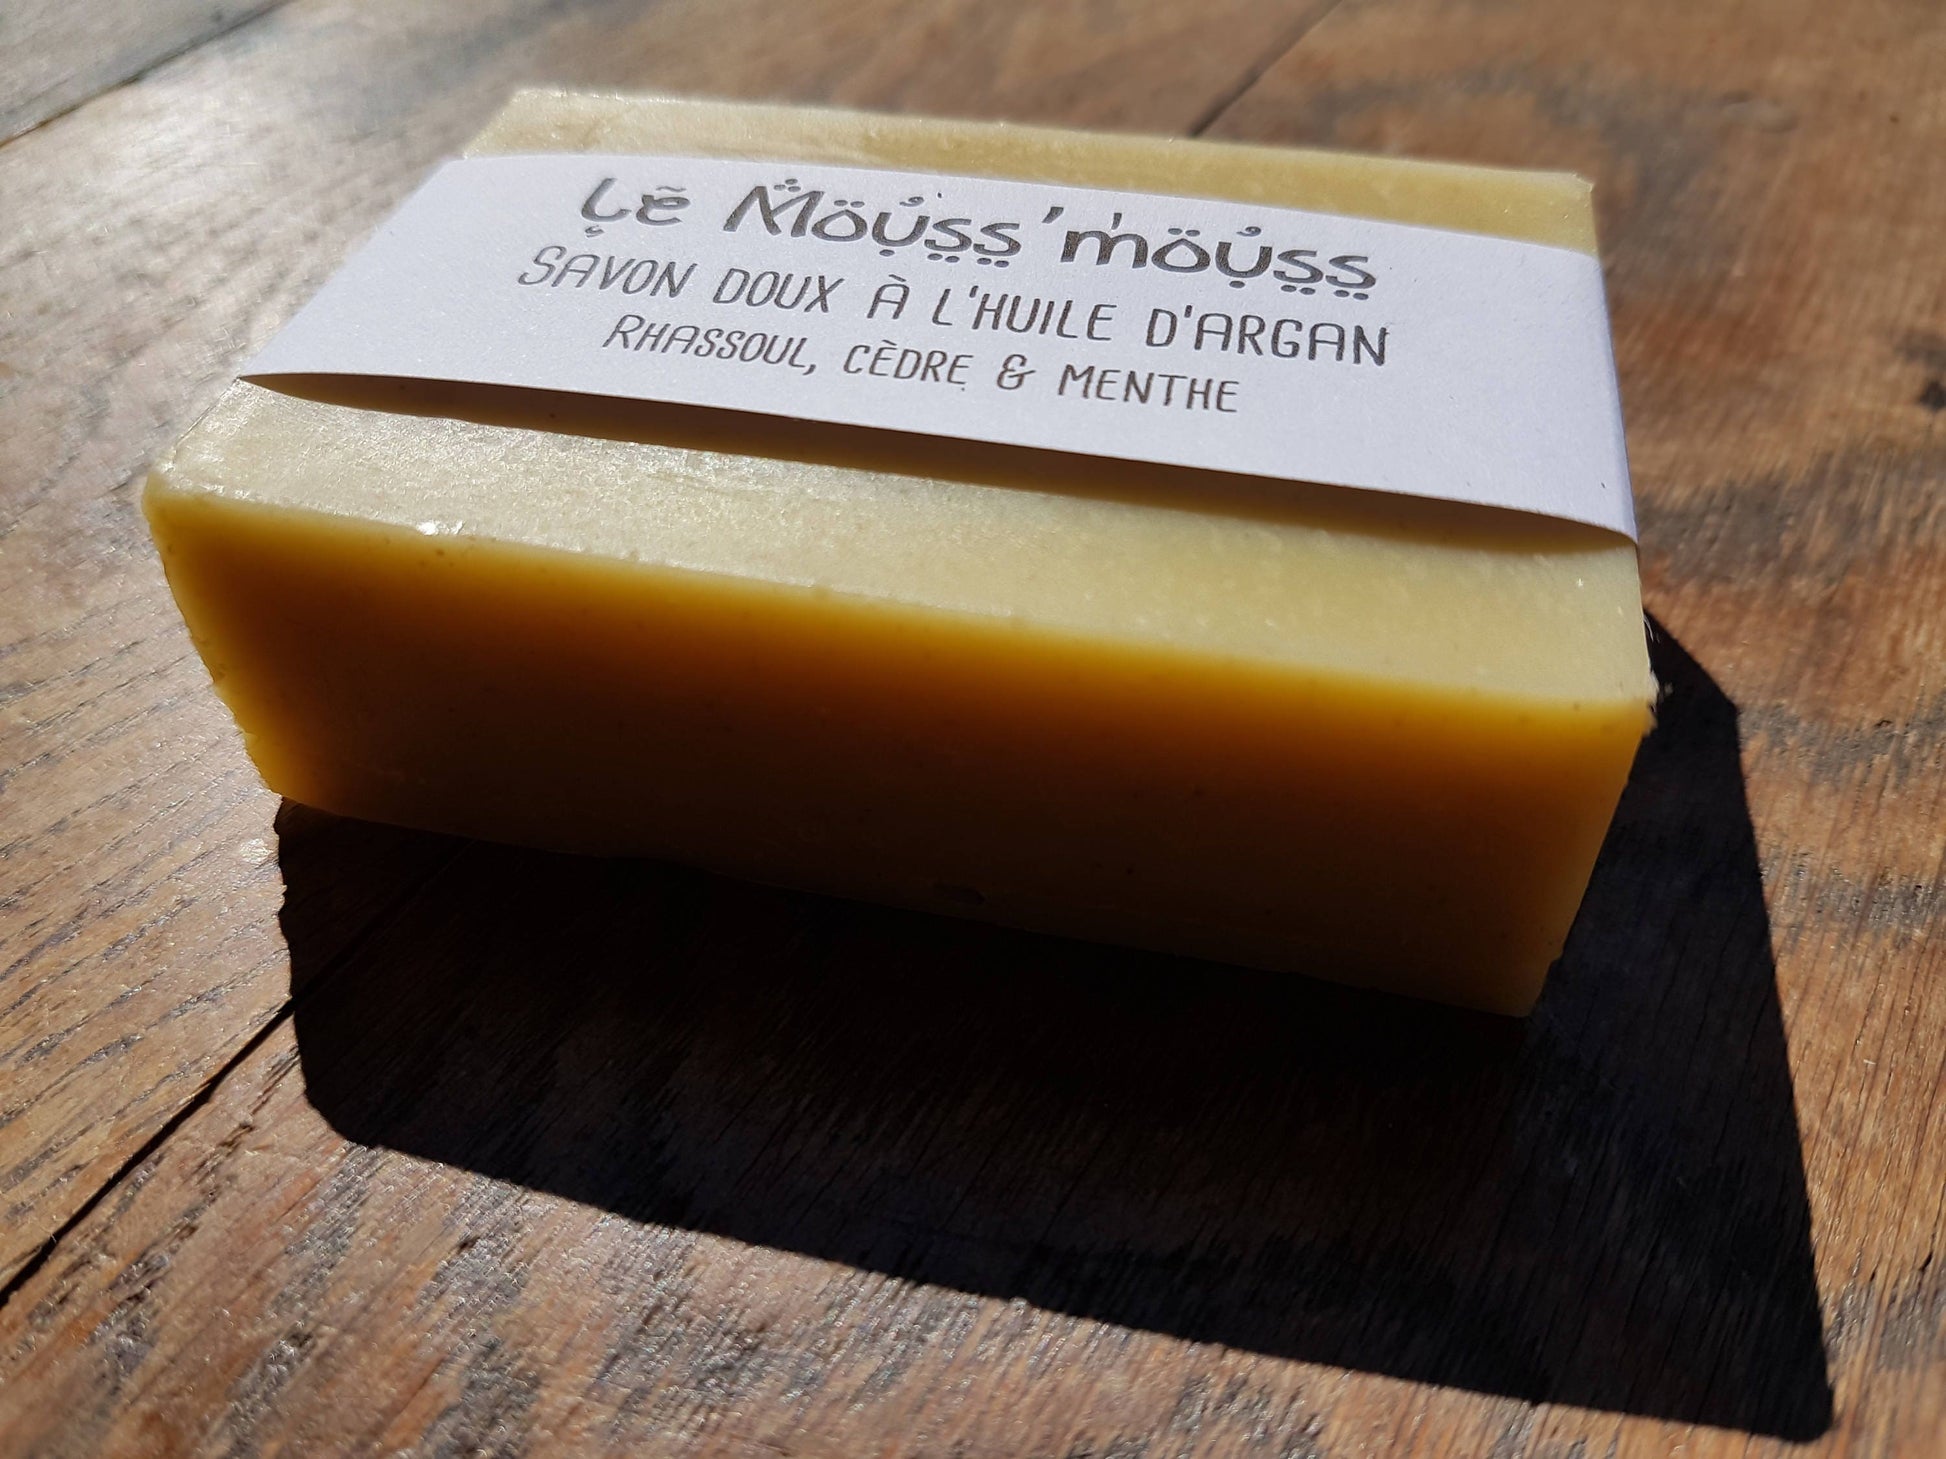 Le Mouss'mouss
Savon doux à l'huile d'argan
Rhassoul, cèdre & menthe